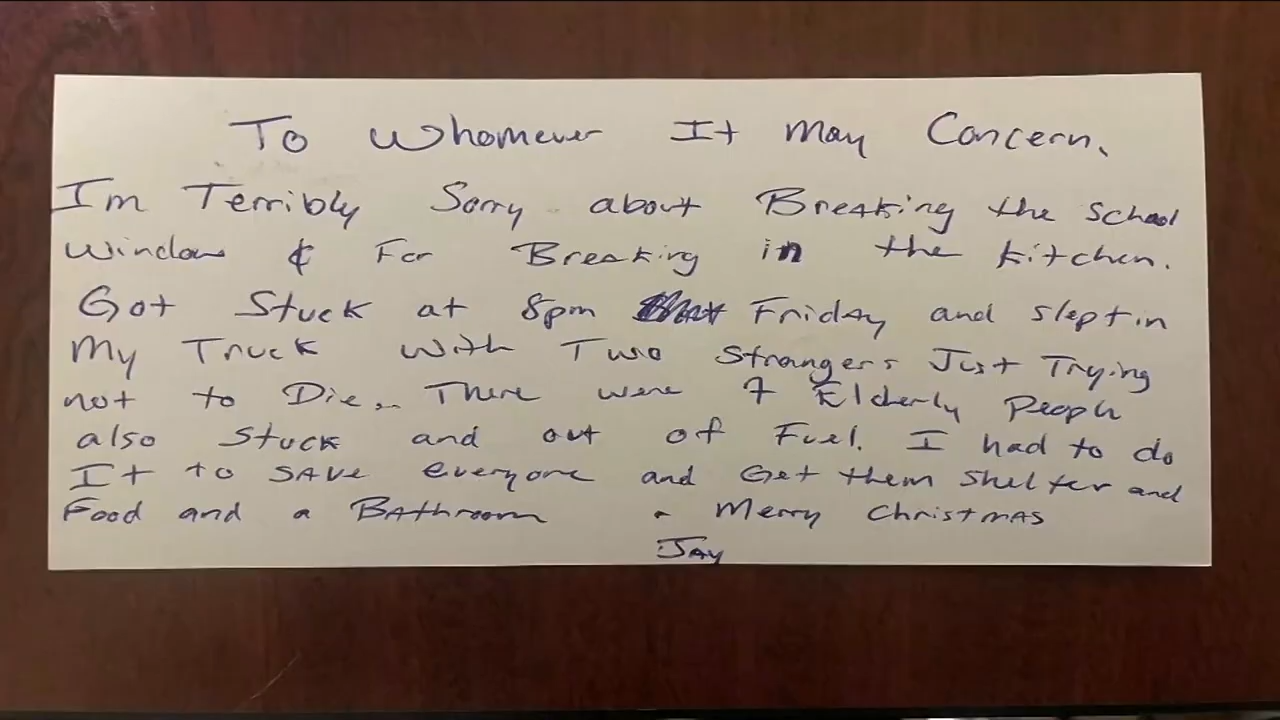 To Whomever It May Concern.
I'm Terribly Sorry about Breaking the school
window & For Breaking in the kitchen.
Got Stuck at 8pm Friday and slept in
My Truck with Two Strangers Just Trying
not to Die. There were 7 Elderly People
also stuck and out of Fuel. I had to do
It to SAVE everyone and Get them shelter and
Food and a Bathroom - Merry Christmas
Jay